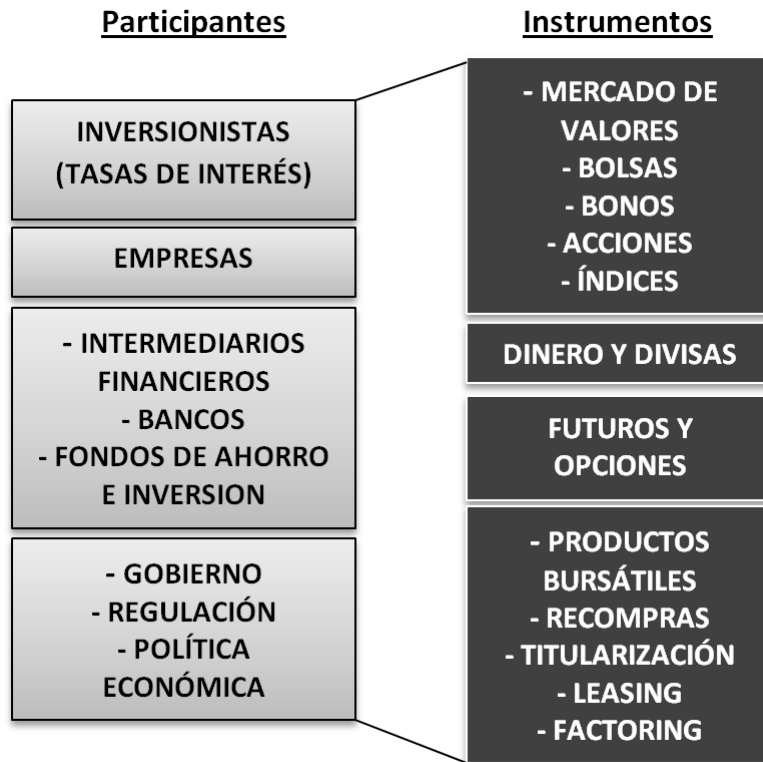 Participantes
INVERSIONISTAS
(TASAS DE INTERÉS)
EMPRESAS
- INTERMEDIARIOS
FINANCIEROS
- BANCOS
- FONDOS DE AHORRO
E INVERSION
- GOBIERNO
- REGULACIÓN
- POLÍTICA
ECONÓMICA
Instrumentos
- MERCADO DE
VALORES
- BOLSAS
- BONOS
- ACCIONES
- ÍNDICES
DINERO Y DIVISAS
FUTUROS Y
OPCIONES
- PRODUCTOS
BURSÁTILES
- RECOMPRAS
- TITULARIZACIÓN
- LEASING
- FACTORING